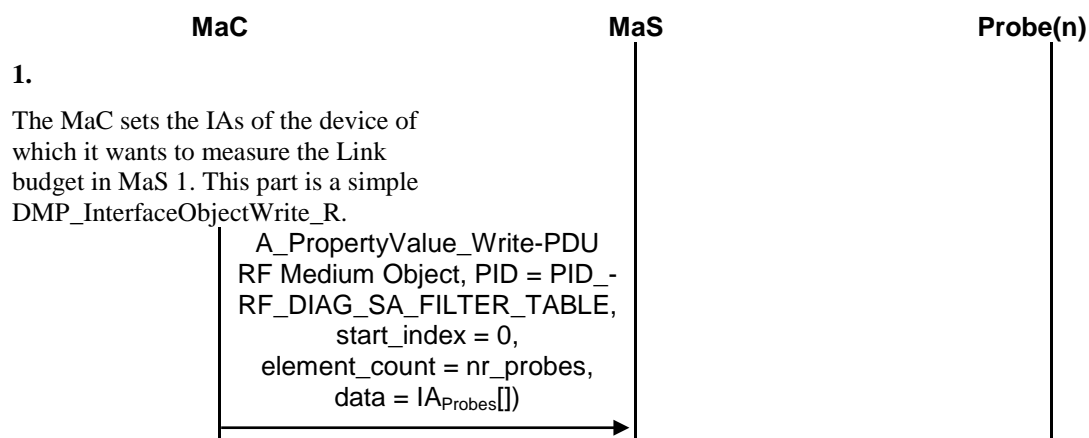 MaC MaS Probe(n)
1.
The MaC sets the IAs of the device of
which it wants to measure the Link
budget in MaS 1. This part is a simple
DMP_InterfaceObjectWrite_R.
A_PropertyValue_Write-PDU
RF Medium Object, PID = PID_-
RF_DIAG_SA_FILTER_TABLE,
start_index = 0,
element_count = nr_probes,
data = IAProbes[])